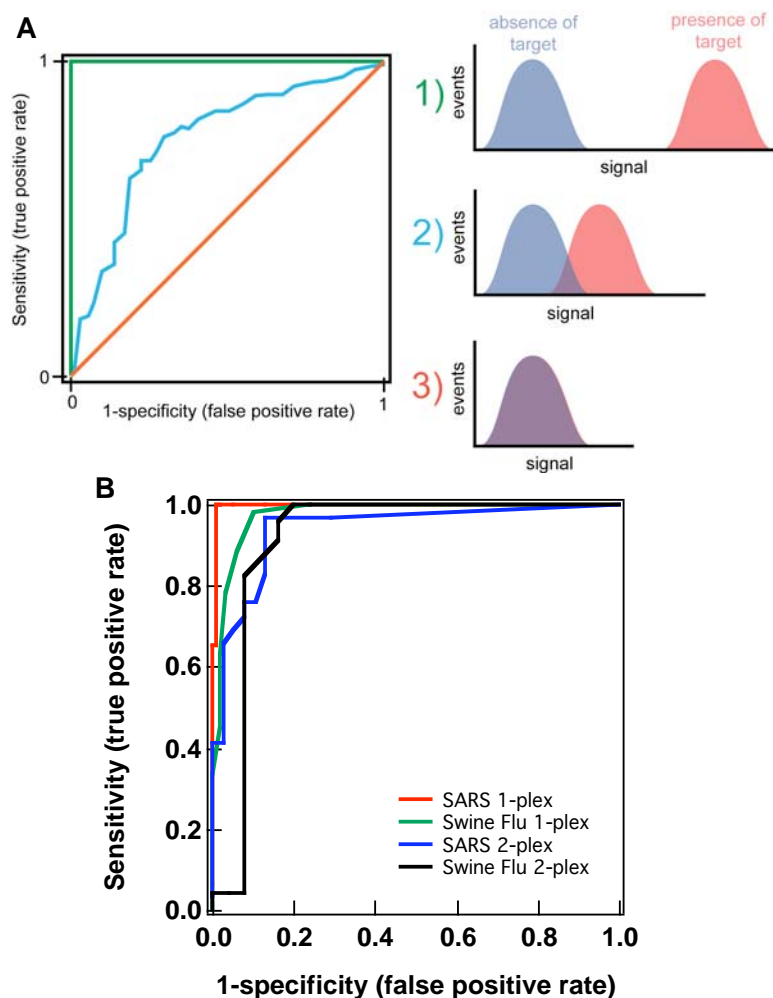 A
Sensitivity (true positive rate)
1
0
0
1
1-specificity (false positive rate)
absence of
target
presence of
target
1)
events
signal
2)
events
signal
3)
events
signal
B
Sensitivity (true positive rate)
1.0
0.8
0.6
0.4
0.2
0.0
SARS 1-plex
Swine Flu 1-plex
SARS 2-plex
Swine Flu 2-plex
0.0 0.2 0.4 0.6 0.8 1.0
1-specificity (false positive rate)